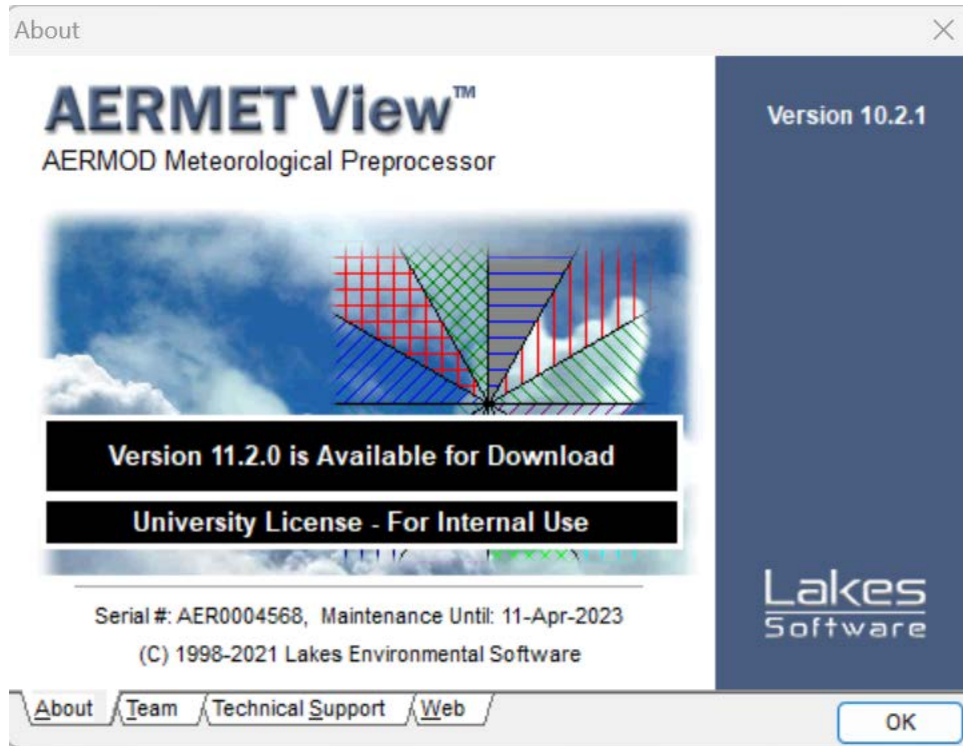 About
AERMET View™
AERMOD Meteorological Preprocessor
Version 10.2.1
Version 11.2.0 is Available for Download
University License - For Internal Use
Serial #: AER0004568, Maintenance Until: 11-Apr-2023
(C) 1998-2021 Lakes Environmental Software
Lakes
Software
About Team Technical Support Web
OK